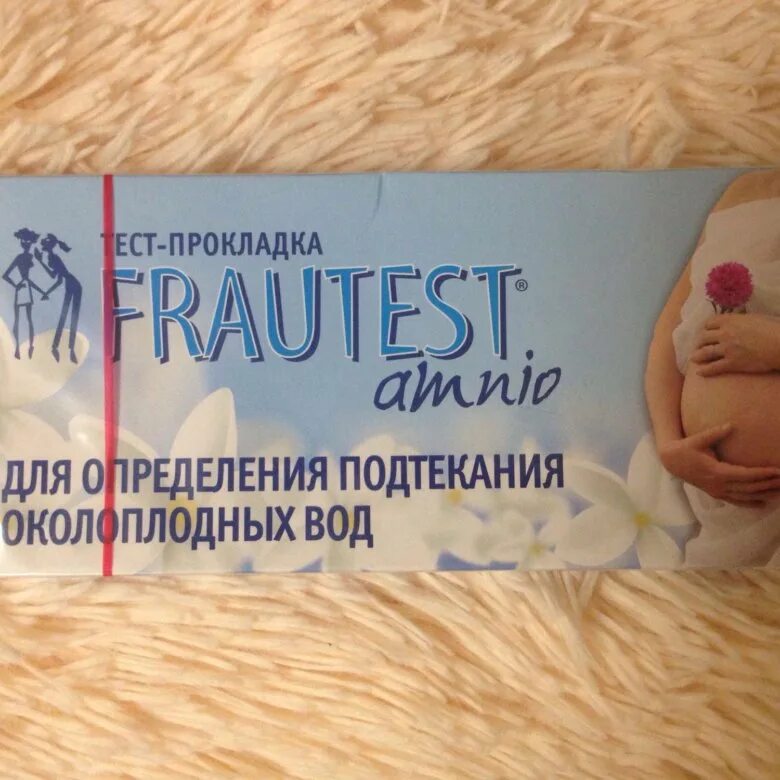 ТЕСТ-ПРОКЛАДКА
FRAUTEST®
amnio
ДЛЯ ОПРЕДЕЛЕНИЯ ПОДТЕКАНИЯ
ОКОЛОПЛОДНЫХ ВОД